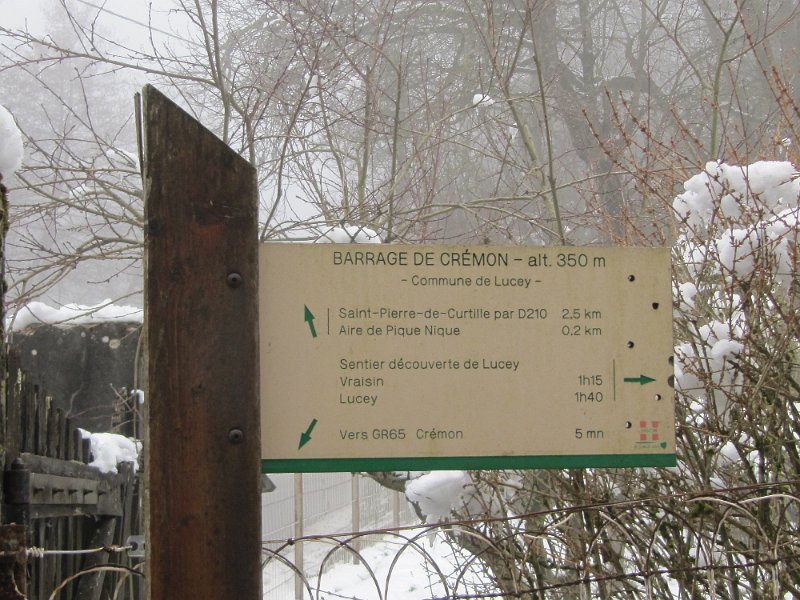 BARRAGE DE CRÉMON - alt. 350 m
- Commune de Lucey -
Saint-Pierre-de-Curtille par D210 2.5 km
Aire de Pique Nique 0.2 km
Sentier découverte de Lucey
Vraisin 1h15
Lucey 1h40
Vers GR65 Crémon 5 mn